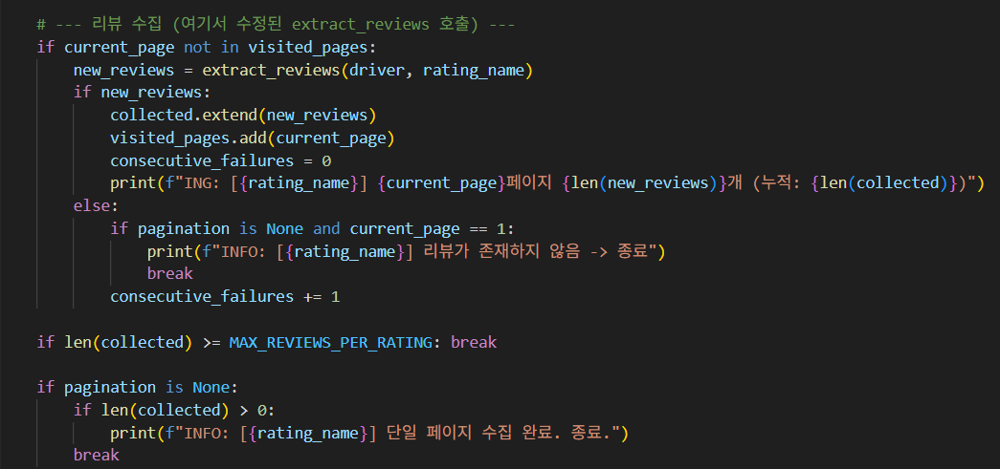 # --- 리뷰 수집 (여기서 수정된 extract_reviews 호출) ---
if current_page not in visited_pages:
    new_reviews = extract_reviews(driver, rating_name)
    if new_reviews:
        collected.extend(new_reviews)
        visited_pages.add(current_page)
        consecutive_failures = 0
        print(f"ING: [{rating_name}] {current_page}페이지 {len(new_reviews)}개 (누적: {len(collected)})")
    else:
        if pagination is None and current_page == 1:
            print(f"INFO: [{rating_name}] 리뷰가 존재하지 않음 -> 종료")
            break
        consecutive_failures += 1
if len(collected) >= MAX_REVIEWS_PER_RATING: break
if pagination is None:
    if len(collected) > 0:
        print(f"INFO: [{rating_name}] 단일 페이지 수집 완료. 종료.")
    break